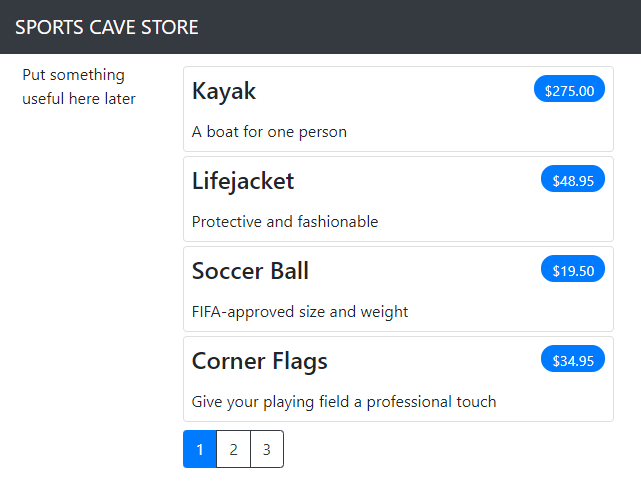 SPORTS CAVE STORE
Put something
useful here later
Kayak
$275.00
A boat for one person
Lifejacket
$48.95
Protective and fashionable
Soccer Ball
$19.50
FIFA-approved size and weight
Corner Flags
$34.95
Give your playing field a professional touch
1 2 3